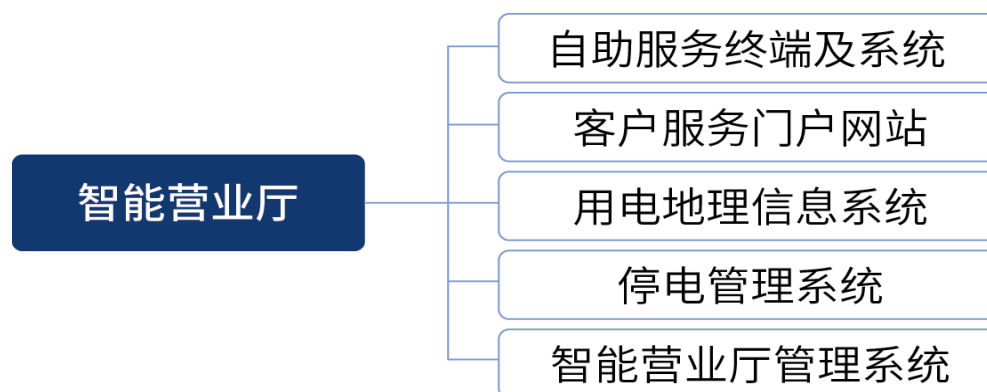 自助服务终端及系统
客户服务门户网站
智能营业厅
用电地理信息系统
停电管理系统
智能营业厅管理系统